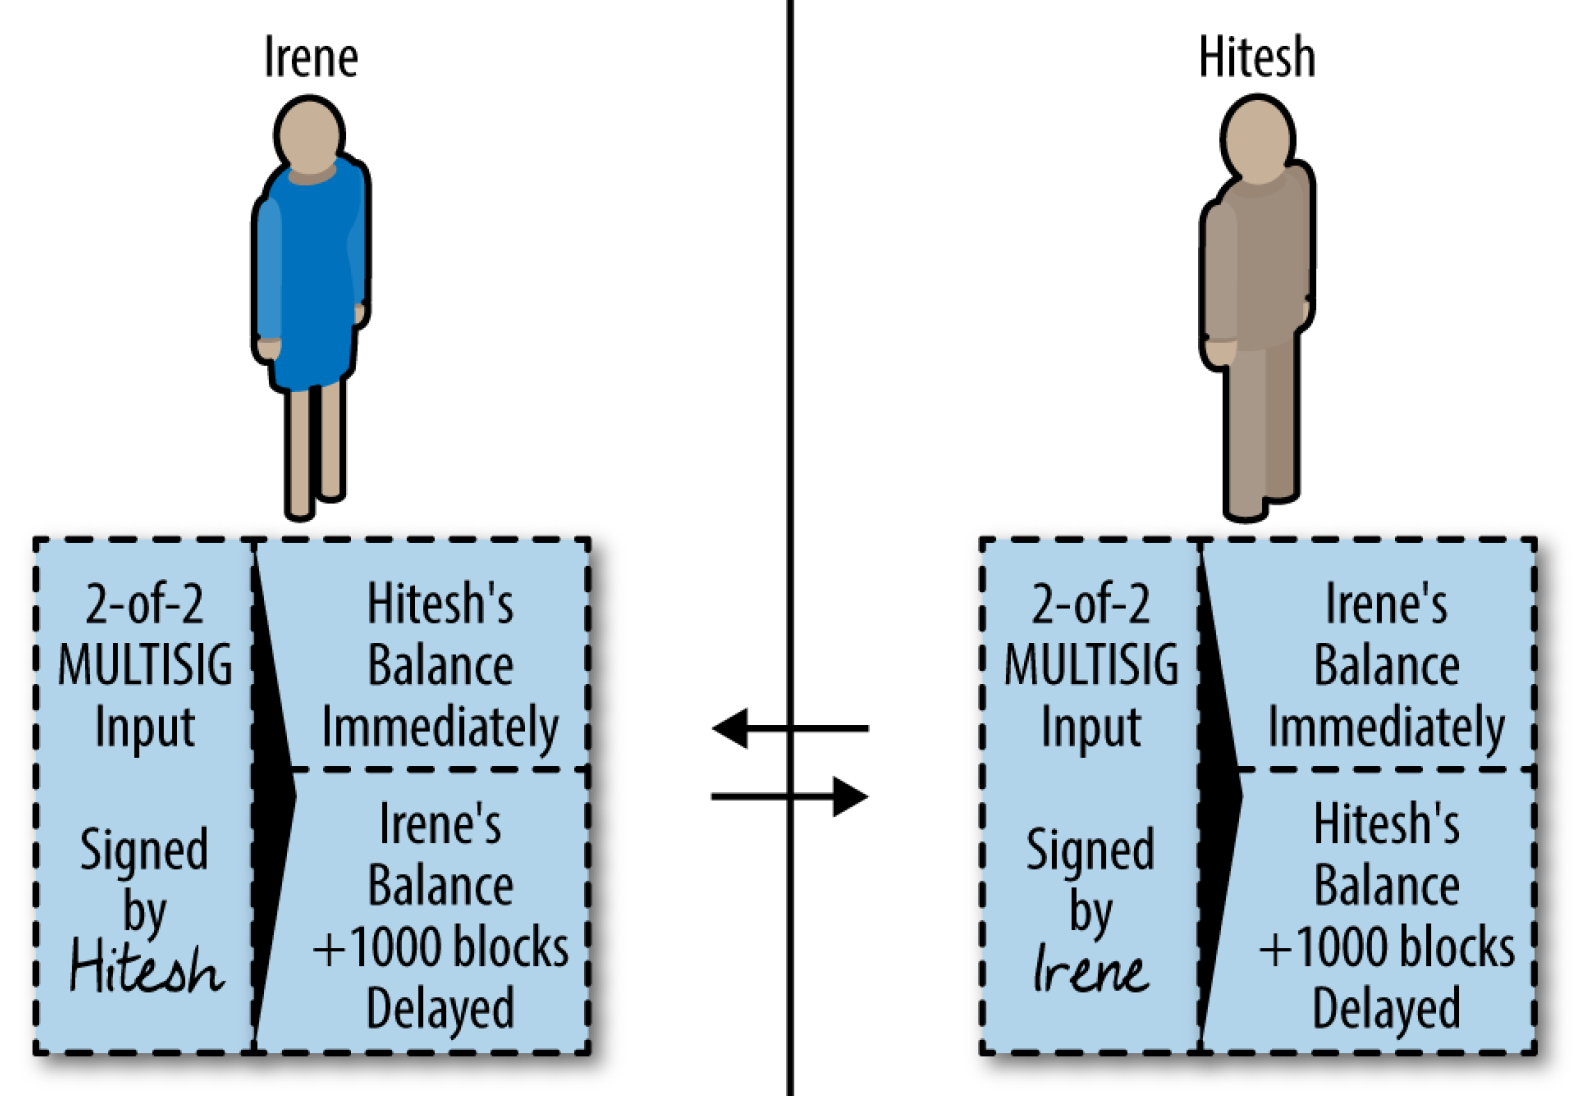 Irene
2-of-2
MULTISIG
Input
Signed
by
Hitesh
Hitesh's
Balance
Immediately
Irene's
Balance
+1000 blocks
Delayed
Hitesh
2-of-2
MULTISIG
Input
Signed
by
Irene
Irene's
Balance
Immediately
Hitesh's
Balance
+1000 blocks
Delayed